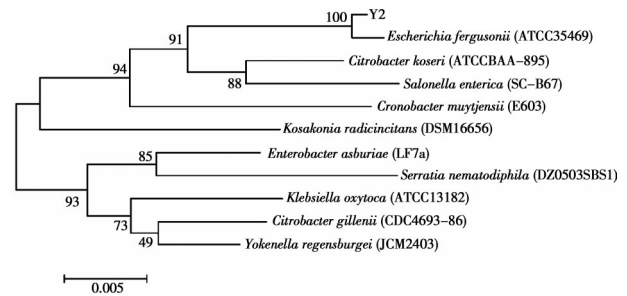 100 Y2
91 Escherichia fergusonii (ATCC35469)
Citrobacter koseri (ATCCBAA-895)
94
88 Salonella enterica (SC-B67)
Cronobacter muytjensii (E603)
Kosakonia radicincitans (DSM16656)
85 Enterobacter asburiae (LF7a)
Serratia nematodiphila (DZ0503SBS1)
93 Klebsiella oxytoca (ATCC13182)
73 Citrobacter gillenii (CDC4693-86)
49 Yokenella regensburgei (JCM2403)
0.005